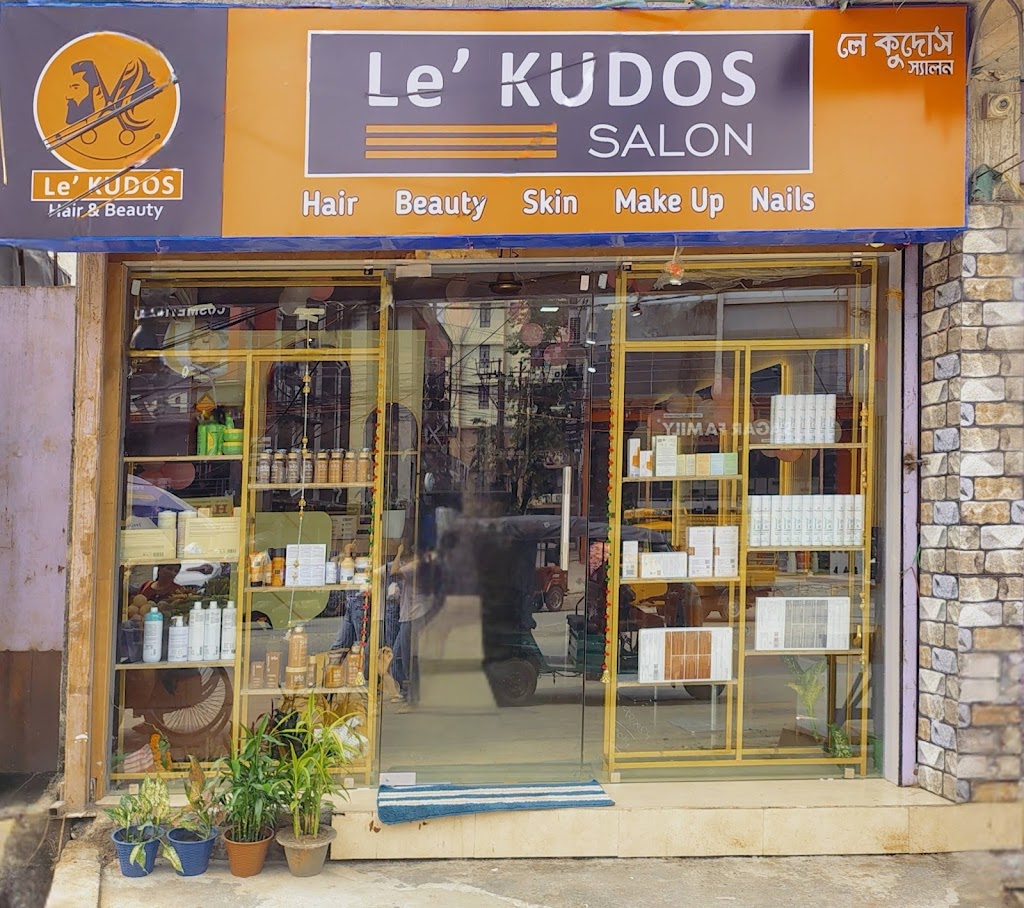 Le' KUDOS
Hair & Beauty
Le' KUDOS
SALON
লে কুদোস
স্যালন
Hair Beauty Skin Make Up Nails